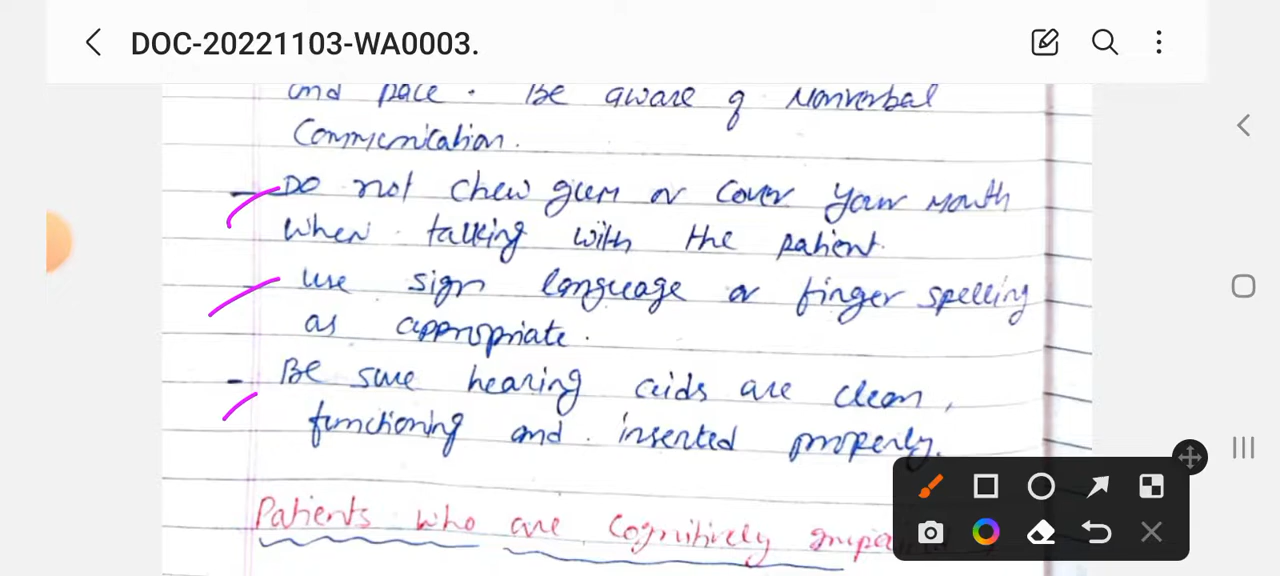 DOC-20221103-WA0003.
and pace. Be aware of Nonverbal
Communication.
- Do not chew gum or cover your mouth
when talking with the patient.
- use sign language or finger spelling
as appropriate.
- Be sure hearing aids are clean,
functioning and inserted properly.
Patients who are Cognitively